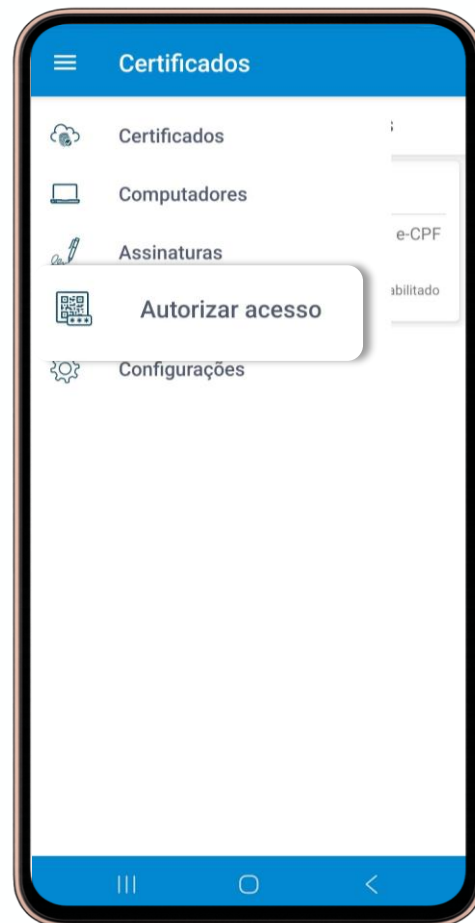 Certificados
Certificados
Computadores
e-CPF
Assinaturas
Autorizar acesso
Configurações